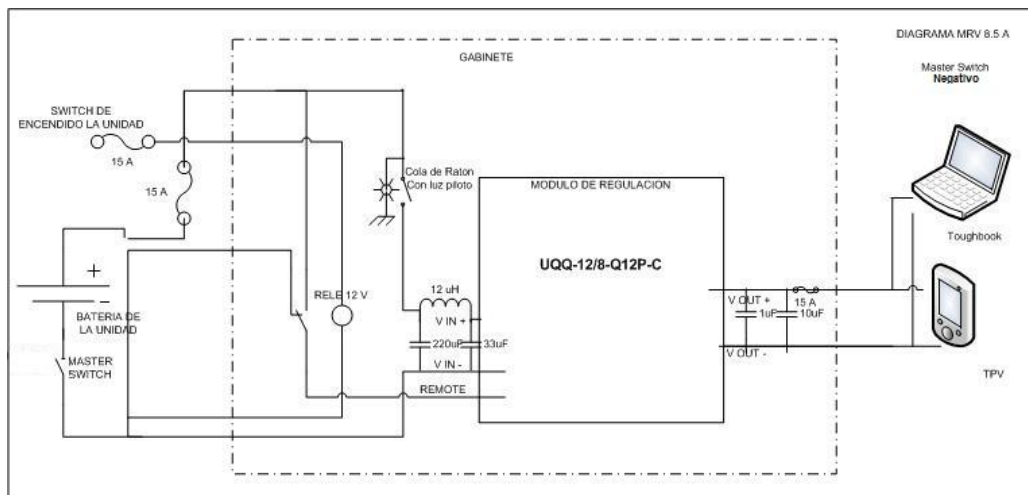 DIAGRAMA MRV 8.5 A
GABINETE
Master Switch
Negativo
SWITCH DE
ENCENDIDO LA UNIDAD
15 A
15 A
Cola de Raton
Con luz piloto
MODULO DE REGULACION
Toughbook
UQQ-12/8-Q12P-C
+
-
12 uH
RELE 12 V
V OUT +
15 A
1uF
10uF
BATERIA DE
LA UNIDAD
V IN +
220uF
33uF
V OUT -
MASTER
SWITCH
V IN -
TIPV
REMOTE